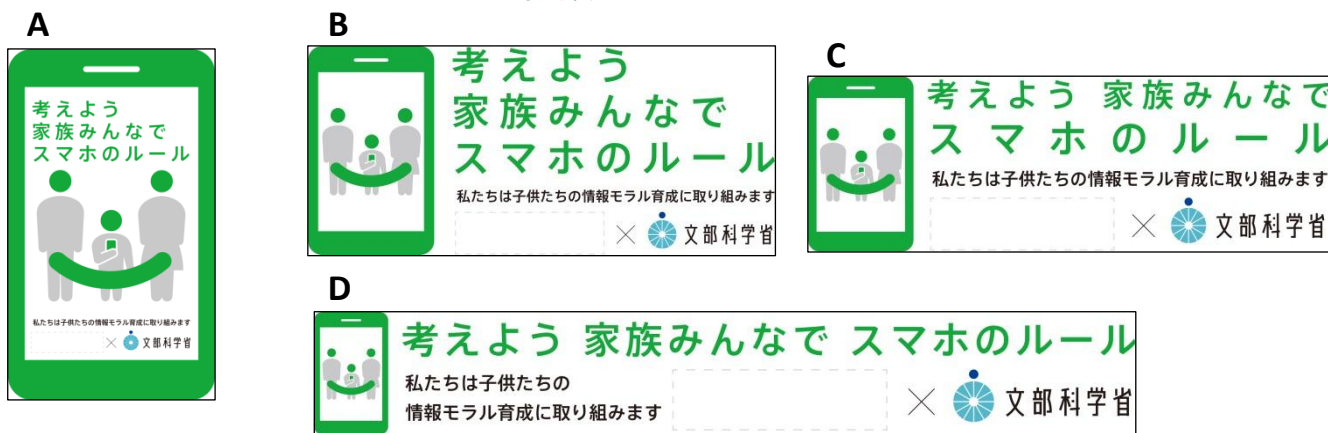 A
考えよう
家族みんなで
スマホのルール
私たちは子供たちの情報モラル育成に取り組みます
× 文部科学省
B
考えよう
家族みんなで
スマホのルール
私たちは子供たちの情報モラル育成に取り組みます
× 文部科学省
C
考えよう 家族みんなで
スマホのルール
私たちは子供たちの情報モラル育成に取り組みます
× 文部科学省
D
考えよう 家族みんなで スマホのルール
私たちは子供たちの
情報モラル育成に取り組みます
× 文部科学省